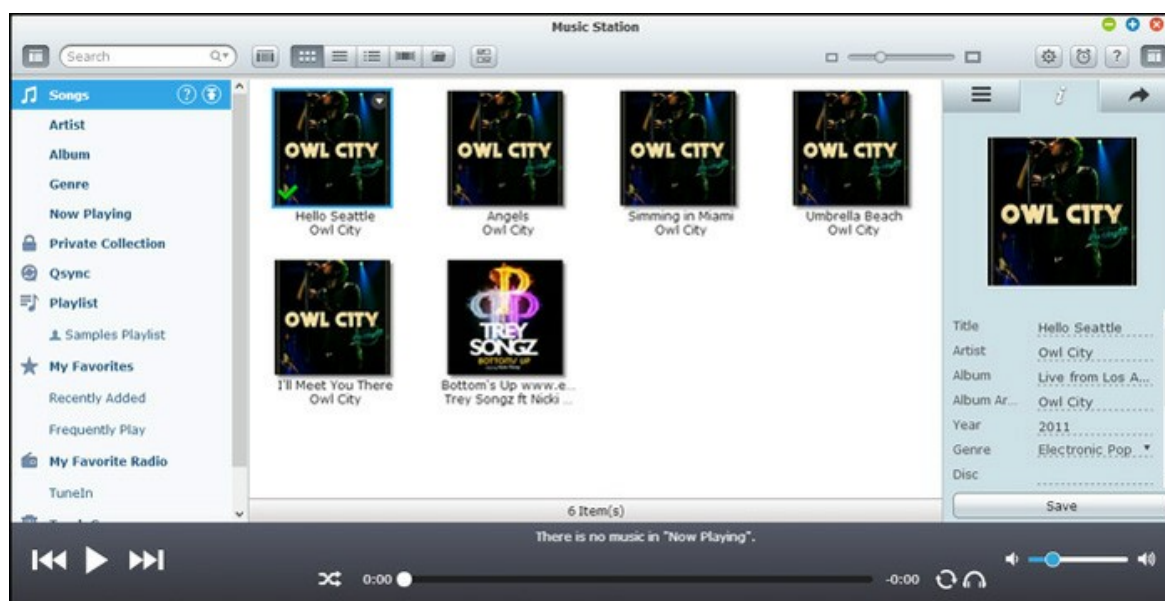 Music Station
Search
Songs
Artist
Album
Genre
Now Playing
Private Collection
Qsync
Playlist
Samples Playlist
My Favorites
Recently Added
Frequently Play
My Favorite Radio
TuneIn
OWL CITY
Hello Seattle
Owl City
OWL CITY
Angels
Owl City
OWL CITY
Simming in Miami
Owl City
OWL CITY
Umbrella Beach
Owl City
OWL CITY
I'll Meet You There
Owl City
TREY
SONGZ
BOTTOMS UP
Bottom's Up www.e...
Trey Songz ft Nicki ...
6 Item(s)
OWL CITY
Title Hello Seattle
Artist Owl City
Album Live from Los A...
Album Ar... Owl City
Year 2011
Genre Electronic Pop
Disc
Save
There is no music in "Now Playing".
0:00 -0:00